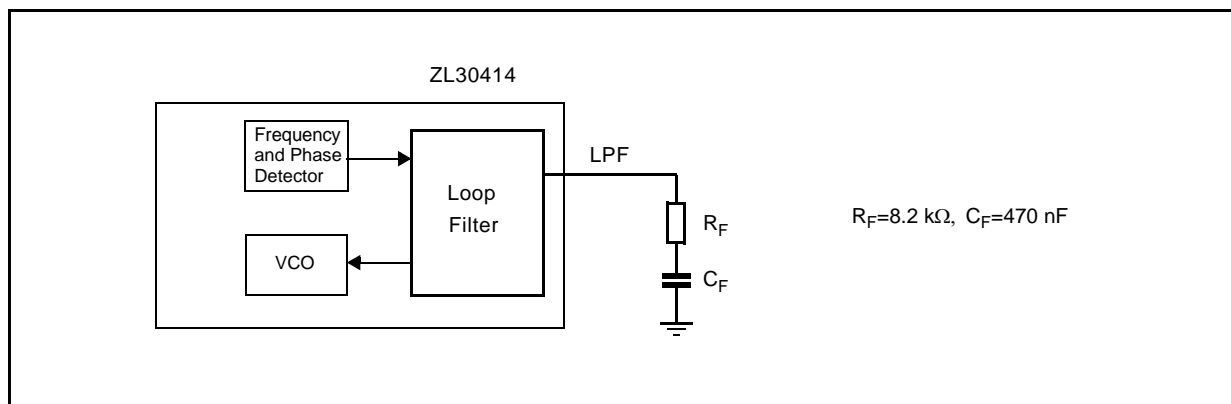 ZL30414
Frequency
and Phase
Detector
LPF
Loop
Filter
R_F
R_F=8.2 kΩ, C_F=470 nF
VCO
C_F